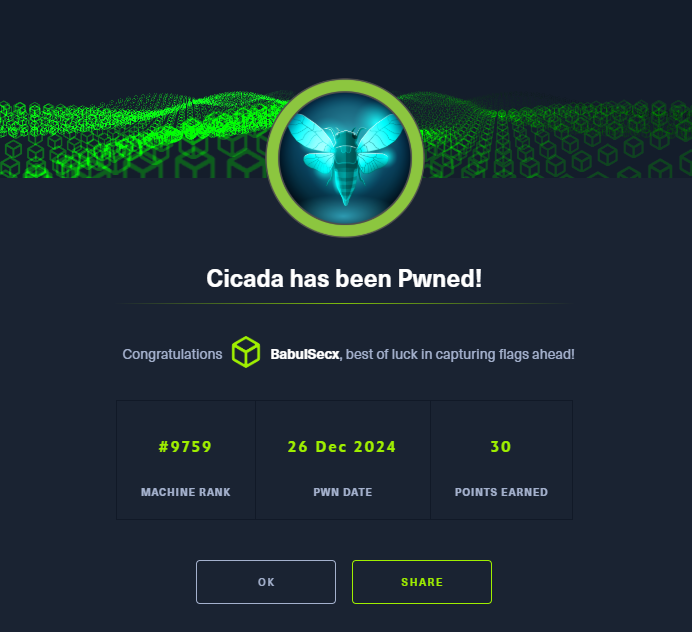 Cicada has been Pwned!
Congratulations BabulSecx, best of luck in capturing flags ahead!
#9759 26 Dec 2024 30
MACHINE RANK PWN DATE POINTS EARNED
OK SHARE